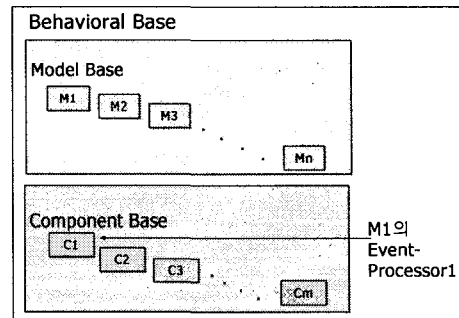 Behavioral Base
Model Base
M1
M2
M3
Mn
Component Base
C1
C2
C3
Cm
M1의
Event-
Processor1